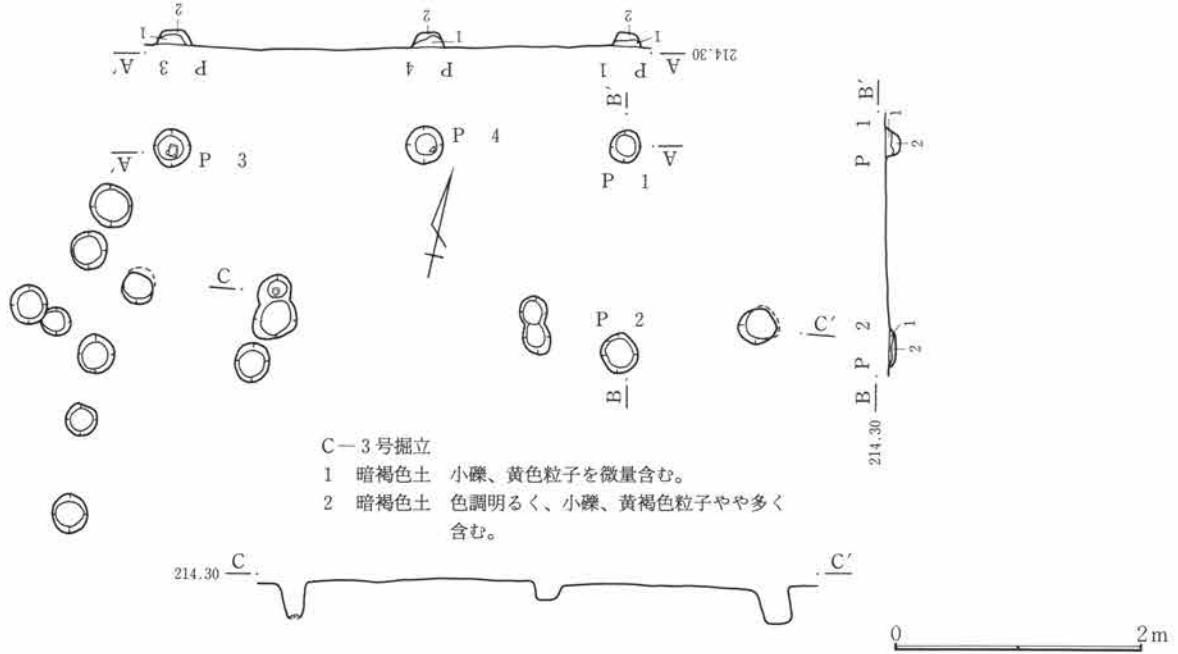 2 1 2 1 2 1
A′ P 3 P 4 P 1 A 214.30
B′
A′ P 3 P 4 P 1 A
C P 2 C′
B
B′ P 1 1 2
P 2 1 2 B
214.30
C—3号掘立
1 暗褐色土 小礫、黄色粒子を微量含む。
2 暗褐色土 色調明るく、小礫、黄褐色粒子やや多く
含む。
214.30 C C′
0 2m